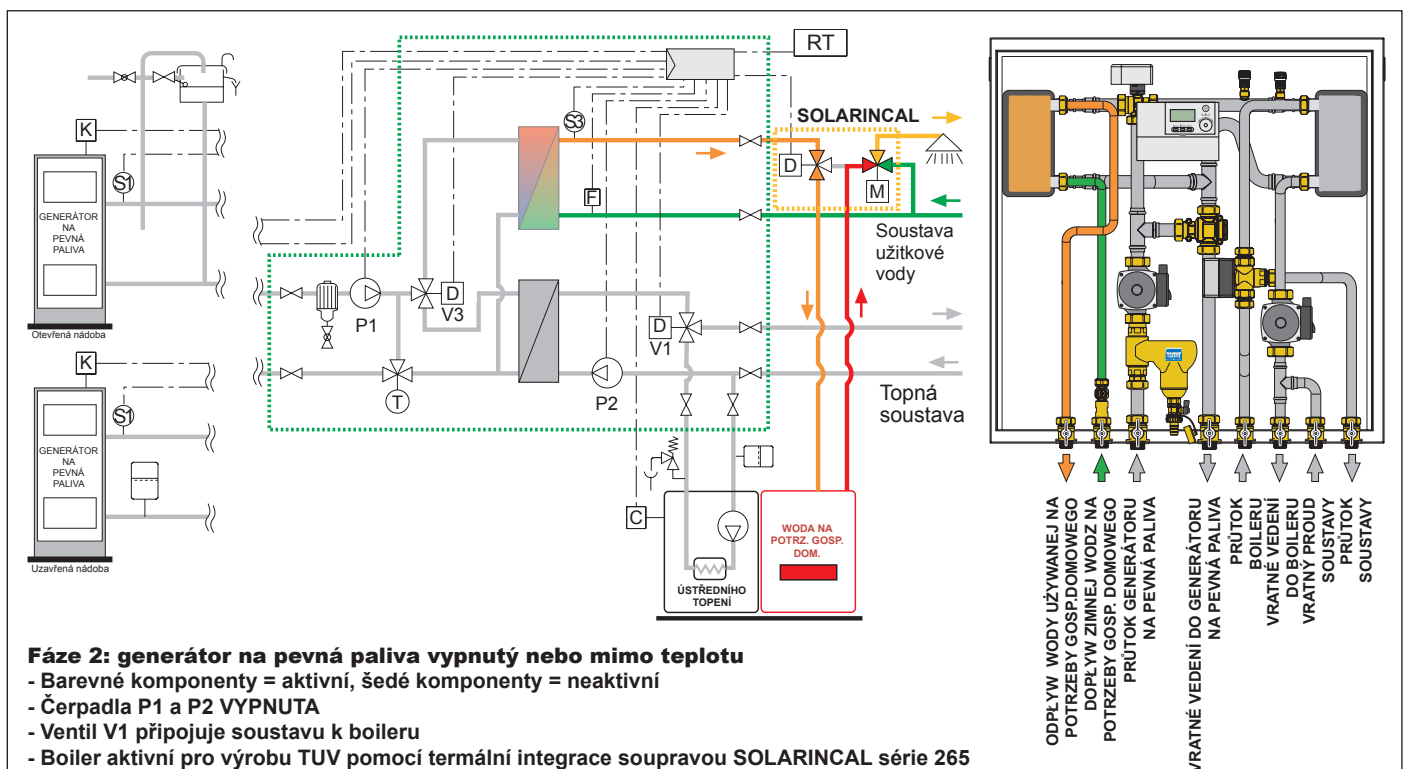 RT
K
S1
GENERÁTOR
NA
PEVNÁ
PALIVA
Otevřená nádoba
K
S1
GENERÁTOR
NA
PEVNÁ
PALIVA
Uzavřená nádoba
S3
F
P1
D
V3
T
P2
D
V1
SOLARINCAL
D
M
Soustava
užitkové
vody
Topná
soustava
C
ÚSTŘEDNÍHO
TOPENÍ
WODA NA
POTRZ. GOSP.
DOM.
ODPŁYW WODY UŻYWANEJ NA
POTRZEBY GOSP.DOMOWEGO
DOPŁYW ZIMNEJ WODZ NA
POTRZEBY GOSP. DOMOWEGO
PRŮTOK GENERÁTORU
NA PEVNÁ PALIVA
VRATNÉ VEDENÍ DO GENERÁTORU
NA PEVNÁ PALIVA
PRŮTOK
BOILERU
VRATNÉ VEDENÍ
DO BOILERU
VRATNÝ PROUD
SOUSTAVY
PRŮTOK
SOUSTAVY
Fáze 2: generátor na pevná paliva vypnutý nebo mimo teplotu
- Barevné komponenty = aktivní, šedé komponenty = neaktivní
- Čerpadla P1 a P2 VYPNUTA
- Ventil V1 připojuje soustavu k boileru
- Boiler aktivní pro výrobu TUV pomocí termální integrace soupravou SOLARINCAL série 265